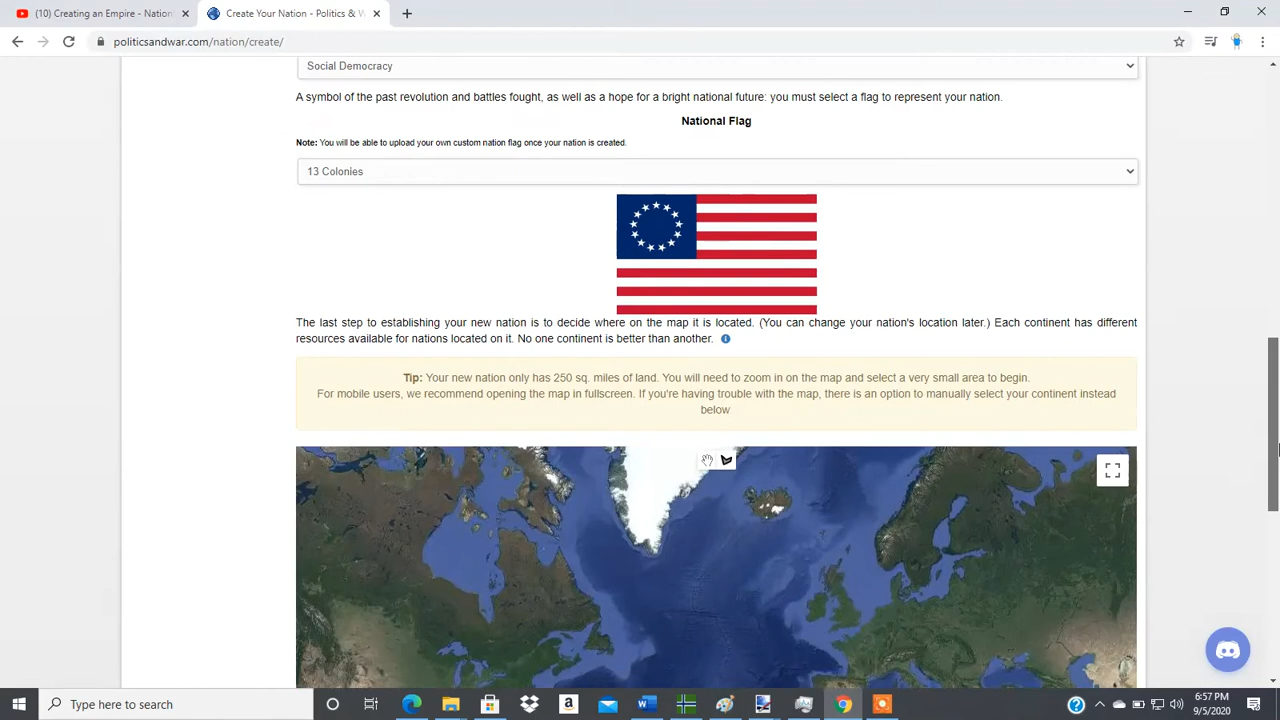 (10) Creating an Empire - Nation
Create Your Nation - Politics & W
politicsandwar.com/nation/create/
Social Democracy
A symbol of the past revolution and battles fought, as well as a hope for a bright national future: you must select a flag to represent your nation.
National Flag
Note: You will be able to upload your own custom nation flag once your nation is created.
13 Colonies
The last step to establishing your new nation is to decide where on the map it is located. (You can change your nation's location later.) Each continent has different
resources available for nations located on it. No one continent is better than another.
Tip: Your new nation only has 250 sq. miles of land. You will need to zoom in on the map and select a very small area to begin.
For mobile users, we recommend opening the map in fullscreen. If you're having trouble with the map, there is an option to manually select your continent instead
below
Type here to search
6:57 PM
9/5/2020